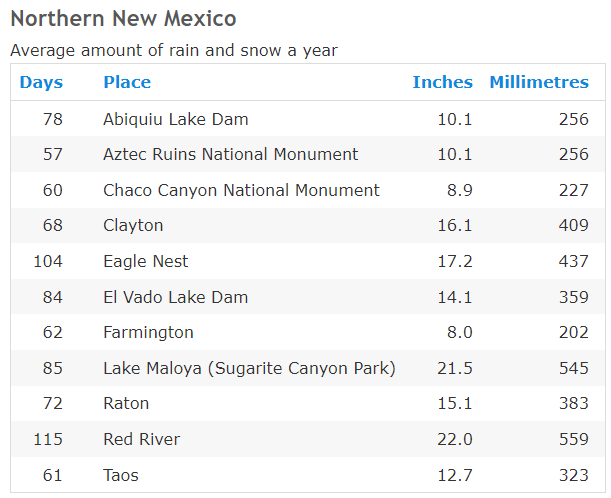 Northern New Mexico
Average amount of rain and snow a year
Days Place Inches Millimetres
78 Abiquiu Lake Dam 10.1 256
57 Aztec Ruins National Monument 10.1 256
60 Chaco Canyon National Monument 8.9 227
68 Clayton 16.1 409
104 Eagle Nest 17.2 437
84 El Vado Lake Dam 14.1 359
62 Farmington 8.0 202
85 Lake Maloya (Sugarite Canyon Park) 21.5 545
72 Raton 15.1 383
115 Red River 22.0 559
61 Taos 12.7 323